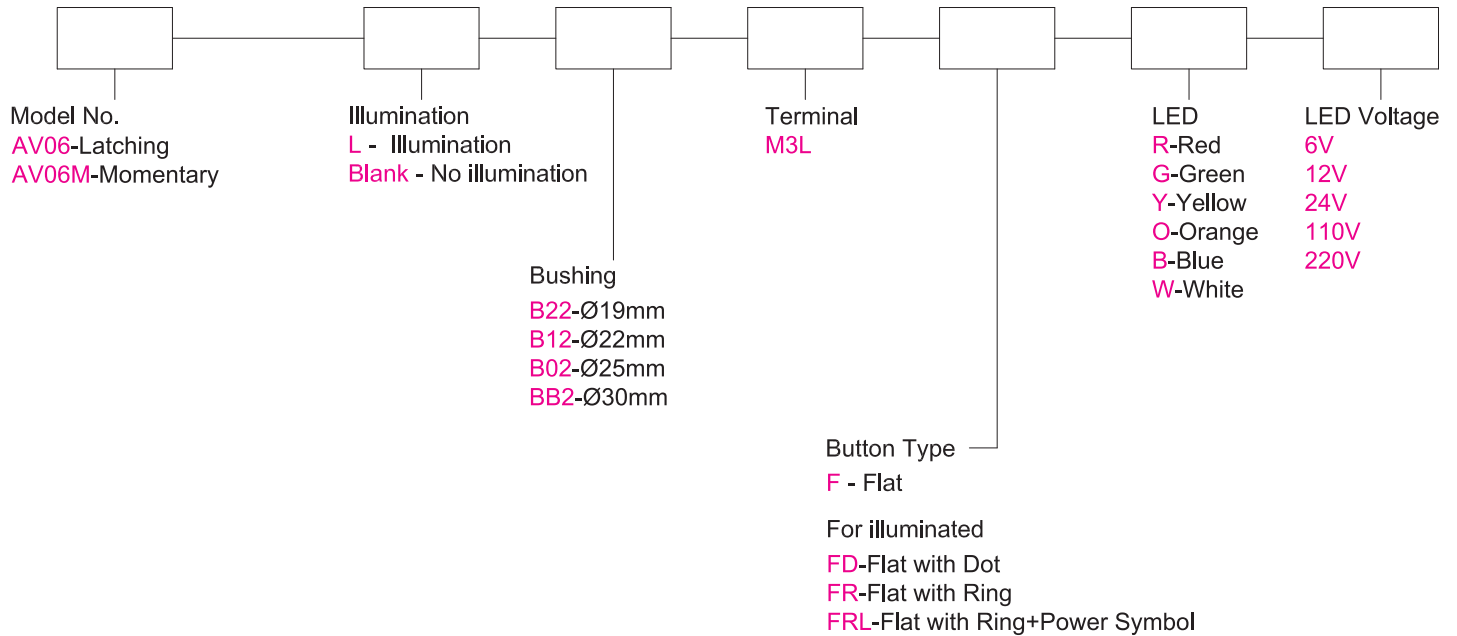 Model No.
AV06-Latching
AV06M-Momentary
Illumination
L - Illumination
Blank - No illumination
Bushing
B22-Ø19mm
B12-Ø22mm
B02-Ø25mm
BB2-Ø30mm
Terminal
M3L
Button Type
F - Flat
For illuminated
FD-Flat with Dot
FR-Flat with Ring
FRL-Flat with Ring+Power Symbol
LED
R-Red
G-Green
Y-Yellow
O-Orange
B-Blue
W-White
LED Voltage
6V
12V
24V
110V
220V